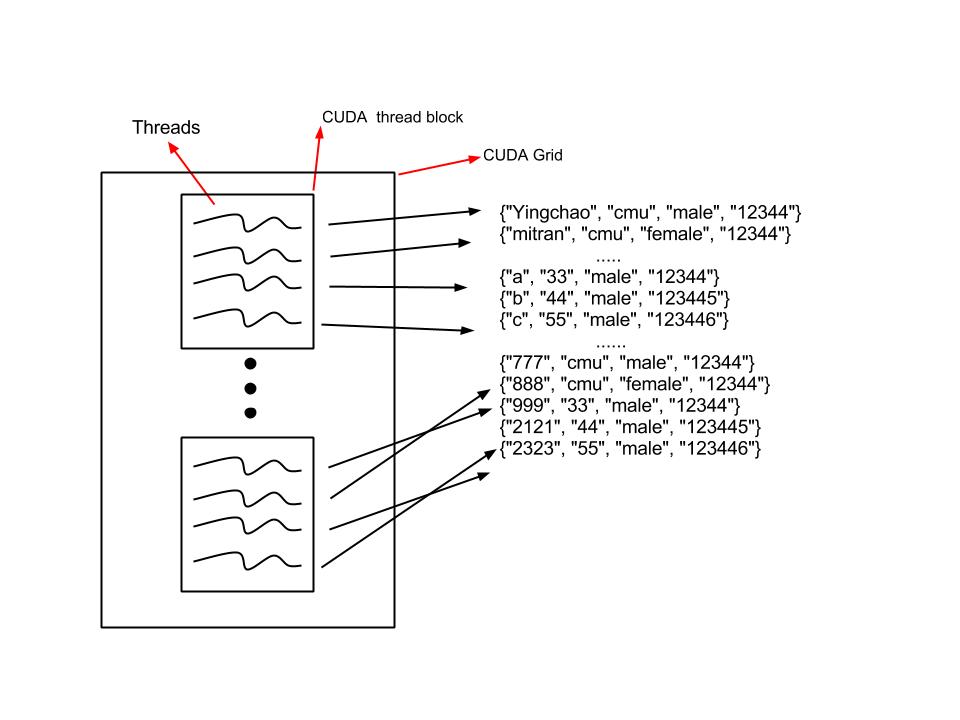 CUDA thread block
Threads
CUDA Grid
{"Yingchao", "cmu", "male", "12344"}
{"mitran", "cmu", "female", "12344"}
.....
{"a", "33", "male", "12344"}
{"b", "44", "male", "123445"}
{"c", "55", "male", "123446"}
......
{"777", "cmu", "male", "12344"}
{"888", "cmu", "female", "12344"}
{"999", "33", "male", "12344"}
{"2121", "44", "male", "123445"}
{"2323", "55", "male", "123446"}